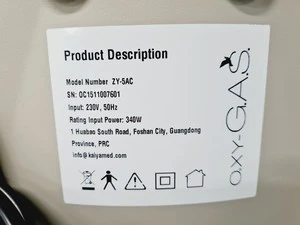 Product Description
Model Number ZY-5AC
SN: OC1511007601
Input: 230V, 50Hz
Rating Input Power: 340W
1 Huabao South Road, Foshan City, Guangdong
Province, PRC
info@kaiyamed.com
OXY-G.A.S.